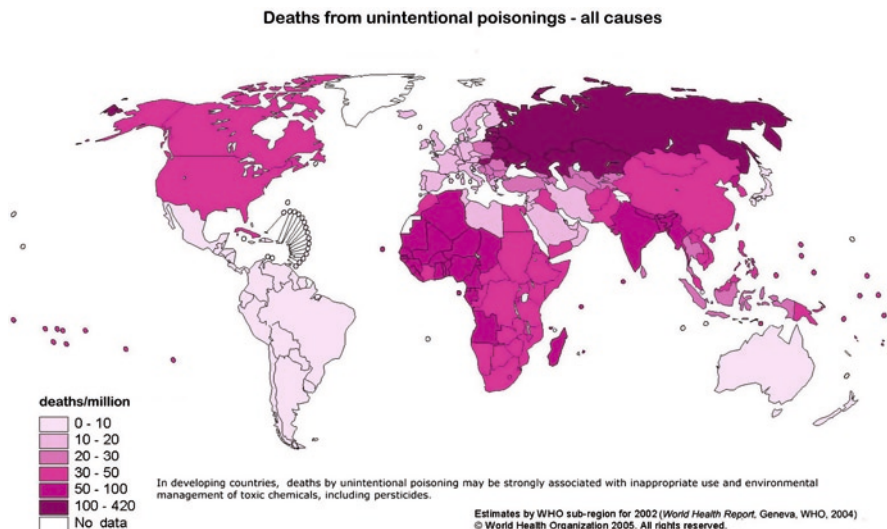 Deaths from unintentional poisonings - all causes
deaths/million
0 - 10
10 - 20
20 - 30
30 - 50
50 - 100
100 - 420
No data
In developing countries, deaths by unintentional poisoning may be strongly associated with inappropriate use and environmental
management of toxic chemicals, including persticides.
Estimates by WHO sub-region for 2002 (World Health Report, Geneva, WHO, 2004)
© World Health Organization 2005. All rights reserved.